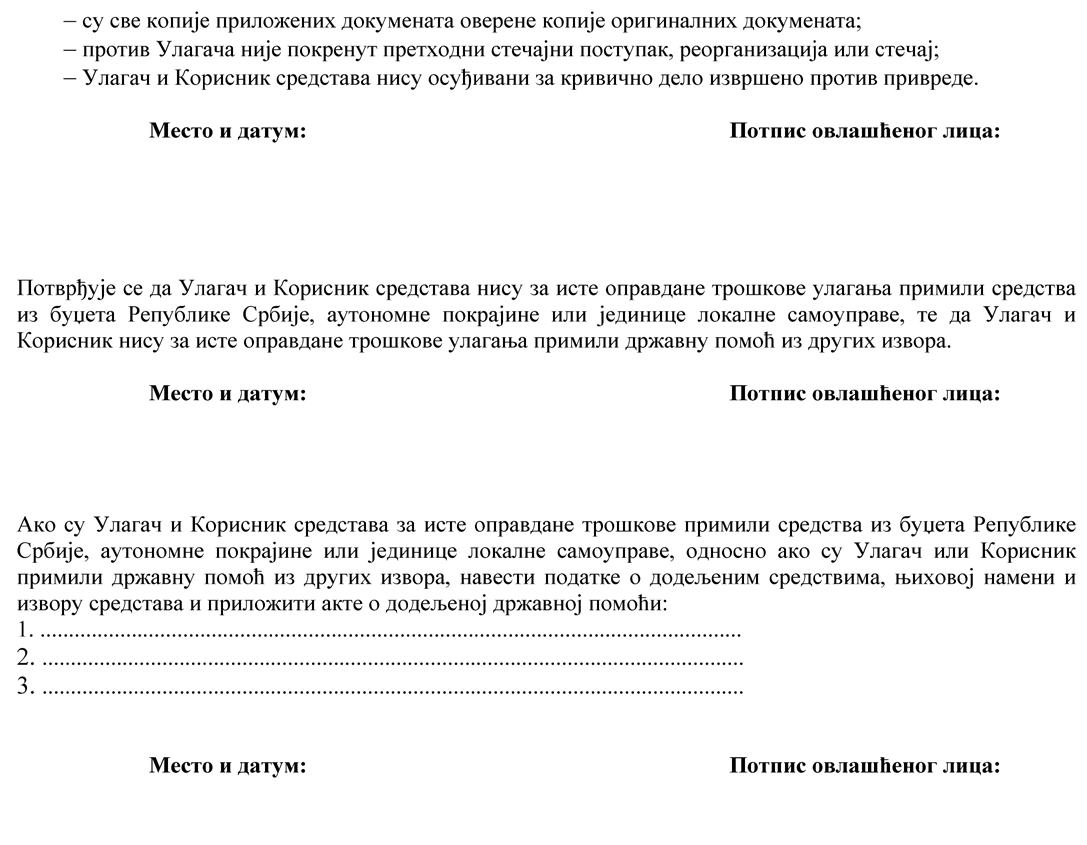 – су све копије приложених докумената оверене копије оригиналних докумената;
– против Улагача није покренут претходни стечајни поступак, реорганизација или стечај;
– Улагач и Корисник средстава нису осуђивани за кривично дело извршено против привреде.
Место и датум: Потпис овлашћеног лица:
Потврђује се да Улагач и Корисник средстава нису за исте оправдане трошкове улагања примили средства
из буџета Републике Србије, аутономне покрајине или јединице локалне самоуправе, те да Улагач и
Корисник нису за исте оправдане трошкове улагања примили државну помоћ из других извора.
Место и датум: Потпис овлашћеног лица:
Ако су Улагач и Корисник средстава за исте оправдане трошкове примили средства из буџета Републике
Србије, аутономне покрајине или јединице локалне самоуправе, односно ако су Улагач или Корисник
примили државну помоћ из других извора, навести податке о додељеним средствима, њиховој намени и
извору средстава и приложити акте о додељеној државној помоћи:
1. ...........................................................................................................................
2. ...........................................................................................................................
3. ...........................................................................................................................
Место и датум: Потпис овлашћеног лица: